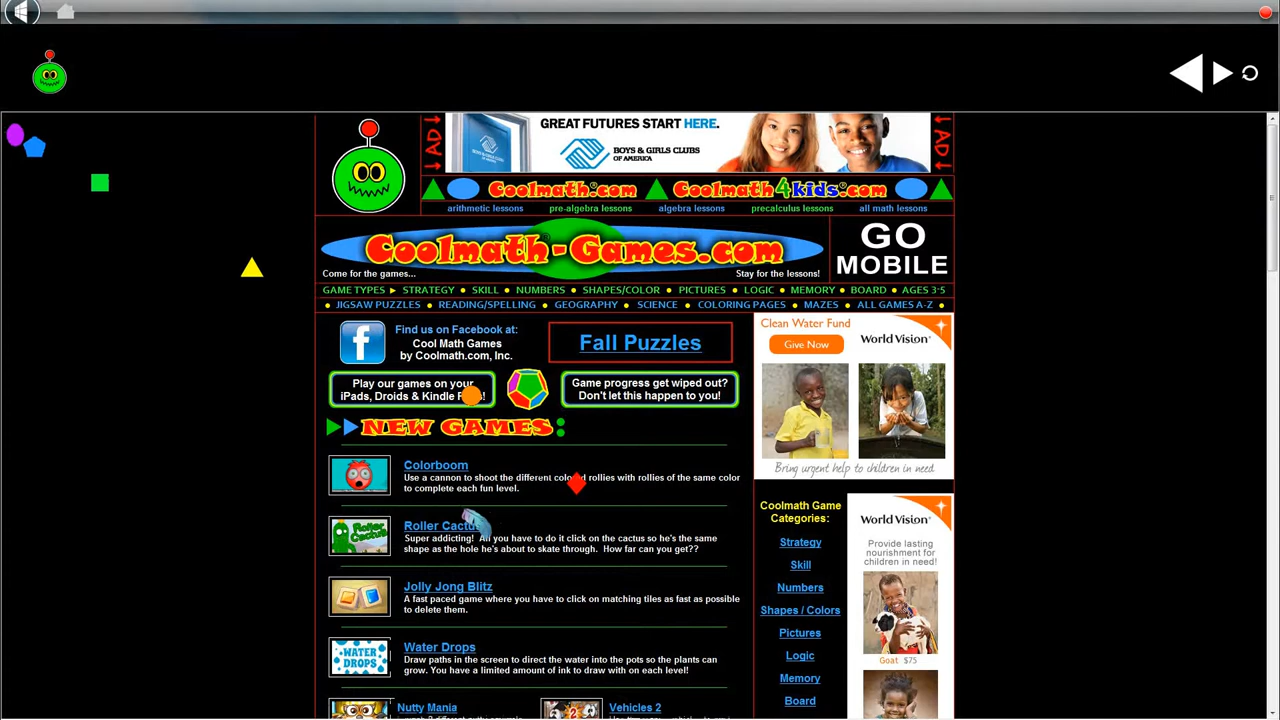 ↓AD↓
GREAT FUTURES START HERE.
BOYS & GIRLS CLUBS
OF AMERICA
↓AD↓
Coolmath®.com
Coolmath4kids®.com
arithmetic lessons
pre-algebra lessons
algebra lessons
precalculus lessons
all math lessons
Coolmath-Games.com
Come for the games...
Stay for the lessons!
GO
MOBILE
GAME TYPES ► STRATEGY ● SKILL ● NUMBERS ● SHAPES/COLOR ● PICTURES ● LOGIC ● MEMORY ● BOARD ● AGES 3-5
● JIGSAW PUZZLES ● READING/SPELLING ● GEOGRAPHY ● SCIENCE ● COLORING PAGES ● MAZES ● ALL GAMES A-Z ●
Find us on Facebook at:
Cool Math Games
by Coolmath.com, Inc.
Fall Puzzles
Play our games on your
iPads, Droids & Kindle
Game progress get wiped out?
Don't let this happen to you!
NEW GAMES:
Colorboom
Use a cannon to shoot the different colored rollies with rollies of the same color
to complete each fun level.
ROLLER CACTUS
Roller Cactus
Super addicting! All you have to do it click on the cactus so he's the same
shape as the hole he's about to skate through. How far can you get??
Jolly Jong Blitz
A fast paced game where you have to click on matching tiles as fast as possible
to delete them.
WATER
DROPS
Water Drops
Draw paths in the screen to direct the water into the pots so the plants can
grow. You have a limited amount of ink to draw with on each level!
Nutty Mania
Vehicles 2
Clean Water Fund
Give Now
World Vision®
Bring urgent help to children in need
Coolmath Game
Categories:
Strategy
Skill
Numbers
Shapes / Colors
Pictures
Logic
Memory
Board
World Vision®
Provide lasting
nourishment for
children in need!
Goat $75